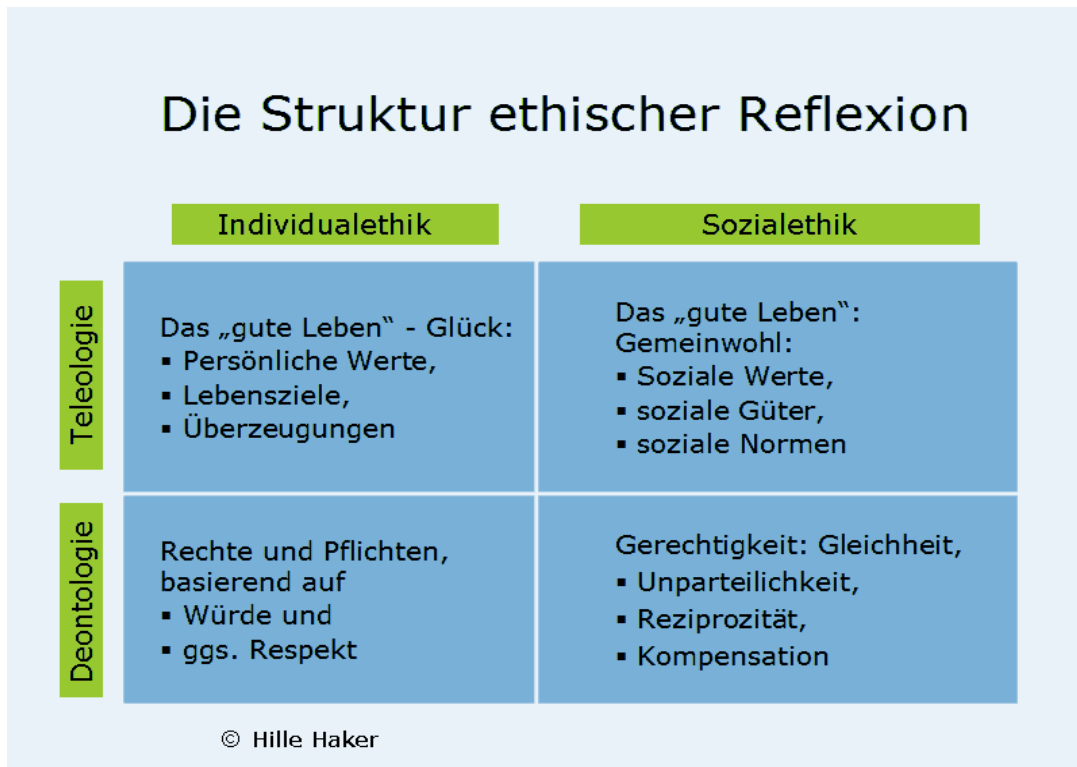 Die Struktur ethischer Reflexion
Individualethik
Sozialethik
Teleologie
Das „gute Leben“ - Glück:
▪ Persönliche Werte,
▪ Lebensziele,
▪ Überzeugungen
Das „gute Leben“:
Gemeinwohl:
▪ Soziale Werte,
▪ soziale Güter,
▪ soziale Normen
Deontologie
Rechte und Pflichten,
basierend auf
▪ Würde und
▪ ggs. Respekt
Gerechtigkeit: Gleichheit,
▪ Unparteilichkeit,
▪ Reziprozität,
▪ Kompensation
© Hille Haker